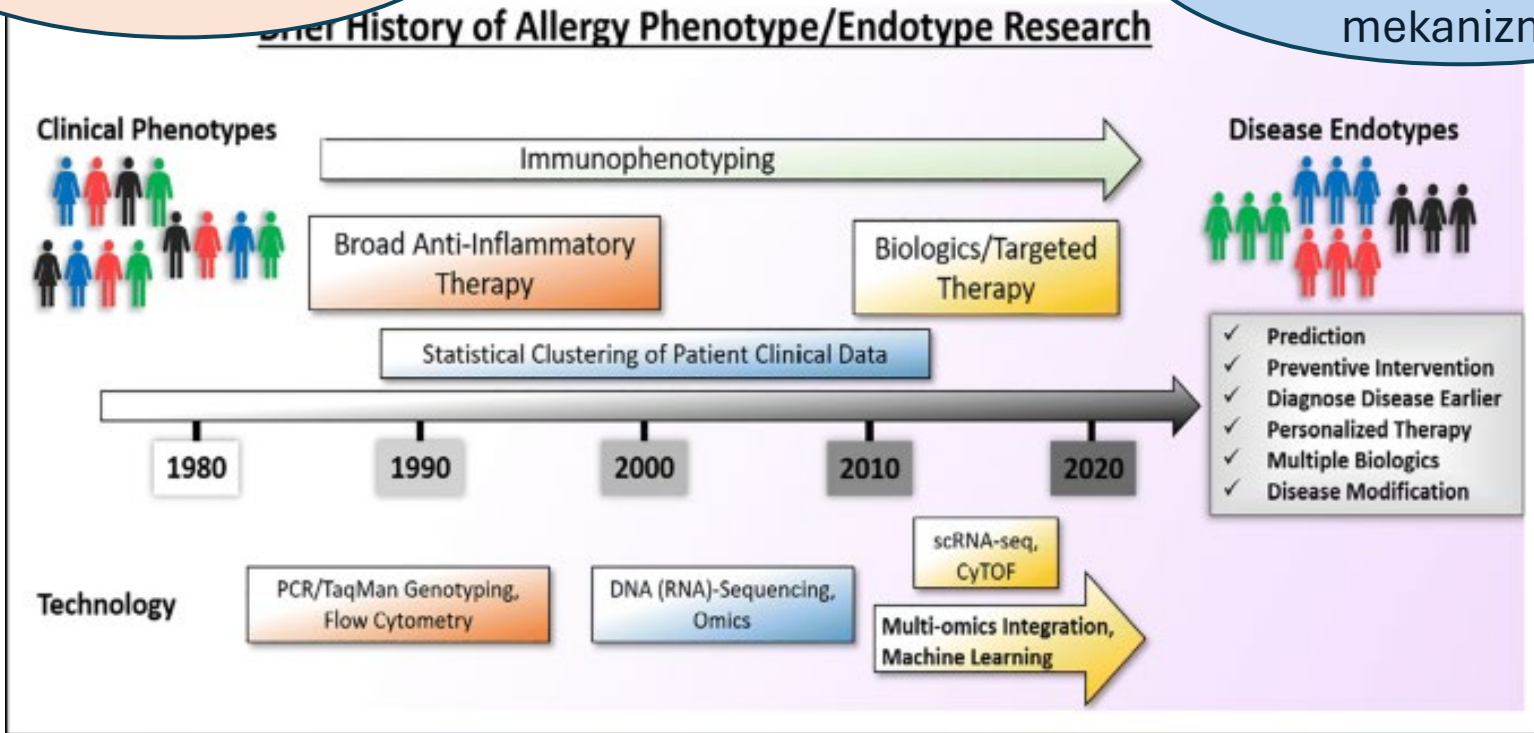 mekanizn
Brief History of Allergy Phenotype/Endotype Research
Clinical Phenotypes
Disease Endotypes
Immunophenotyping
Broad Anti-Inflammatory
Therapy
Biologics/Targeted
Therapy
Statistical Clustering of Patient Clinical Data
✓ Prediction
✓ Preventive Intervention
✓ Diagnose Disease Earlier
✓ Personalized Therapy
✓ Multiple Biologics
✓ Disease Modification
1980
1990
2000
2010
2020
Technology
PCR/TaqMan Genotyping,
Flow Cytometry
DNA (RNA)-Sequencing,
Omics
scRNA-seq,
CyTOF
Multi-omics Integration,
Machine Learning